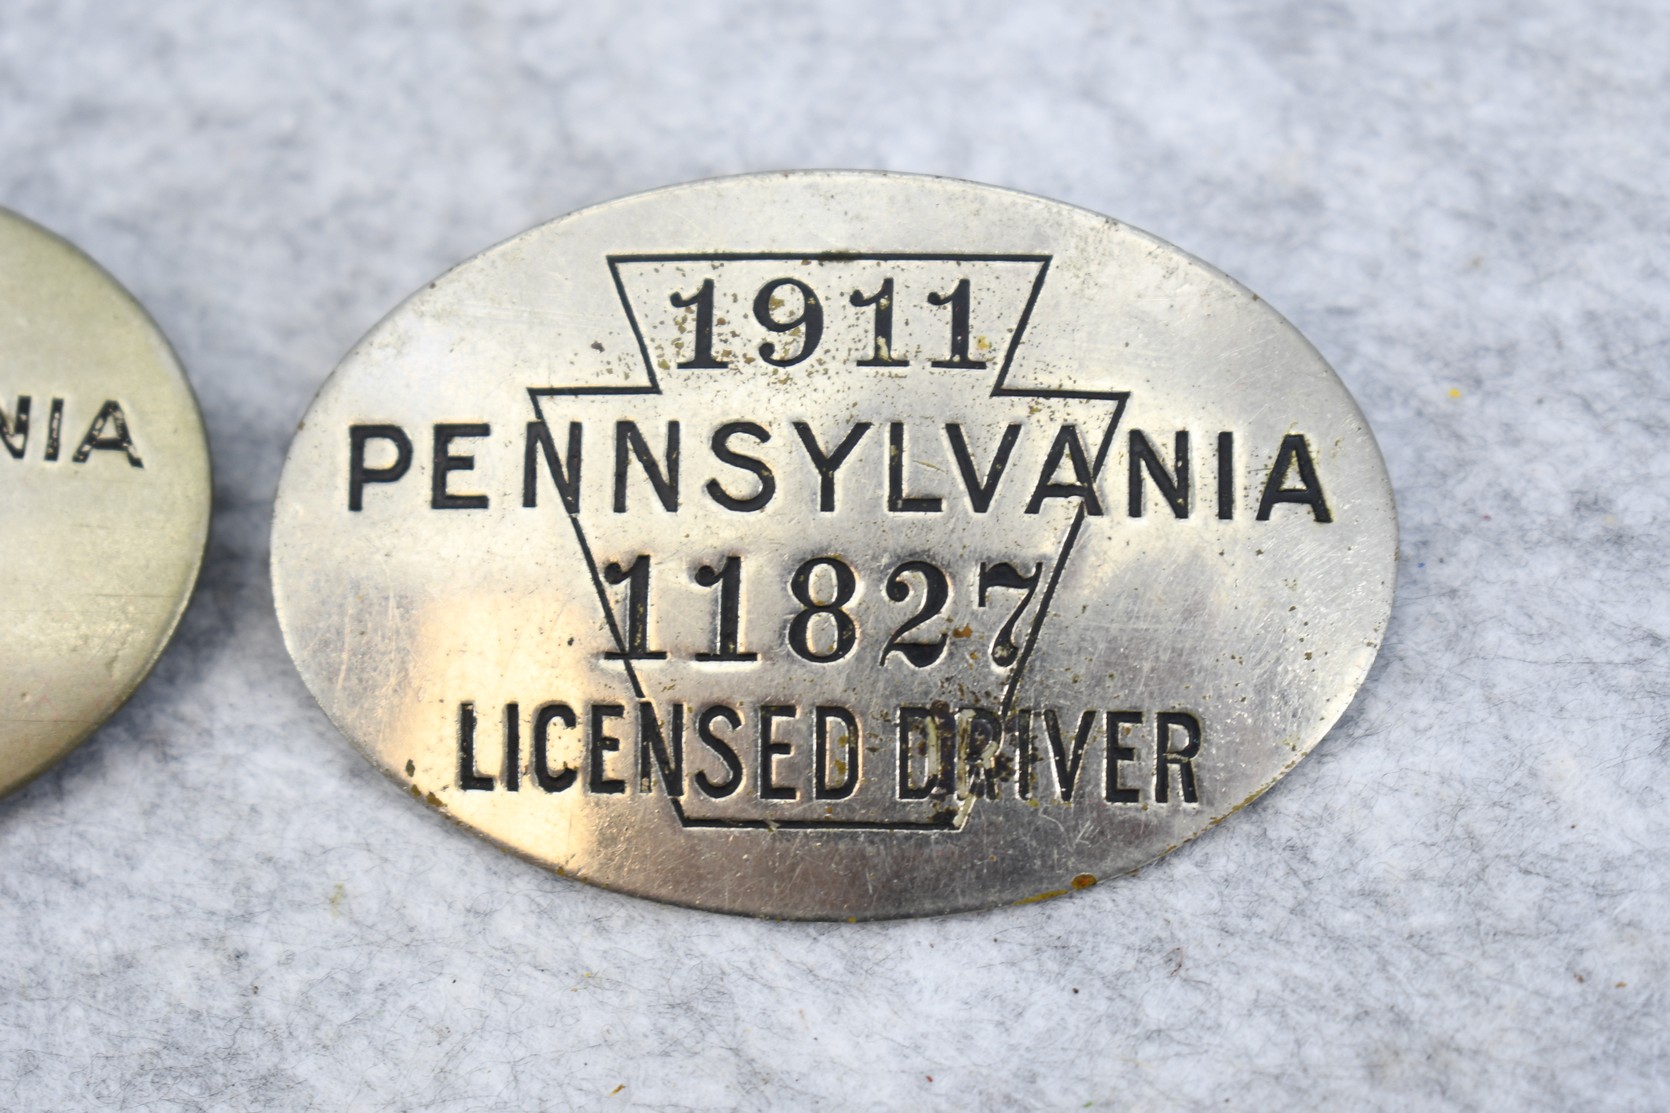 1911
PENNSYLVANIA
11827
LICENSED DRIVER
NIA